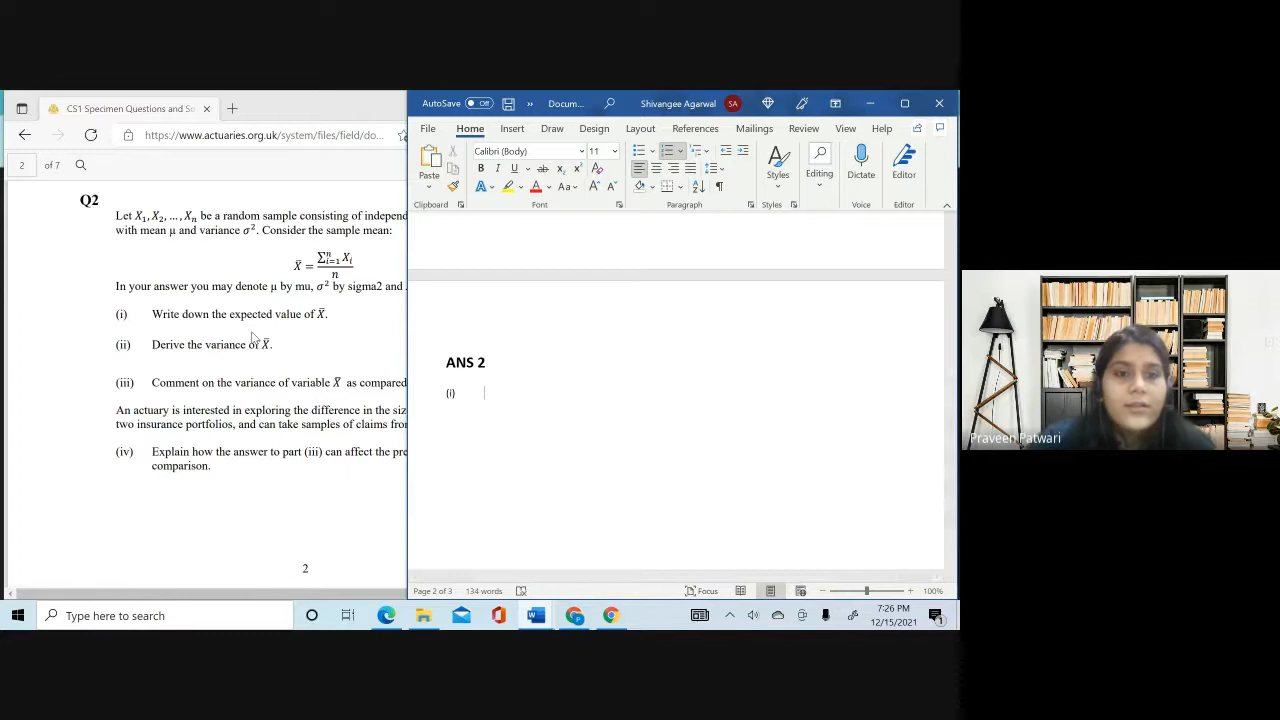 CS1 Specimen Questions and So
https://www.actuaries.org.uk/system/files/field/do...
2 of 7
Q2
Let X₁, X₂, ..., Xₙ be a random sample consisting of
with mean μ and variance σ². Consider the sample mean:
X̄ = ∑ⁿᵢ₌₁ Xᵢ / n
In your answer you may denote μ by mu, σ² by sigma2 and
(i) Write down the expected value of X̄.
(ii) Derive the variance of X̄.
(iii) Comment on the variance of variable X̄ as compared
An actuary is interested in exploring the difference in the
two insurance portfolios, and can take samples of claims
(iv) Explain how the answer to part (iii) can affect the
comparison.
2
AutoSave Off Docum... Shivangee Agarwal SA
File Home Insert Draw Design Layout References Mailings Review View Help
Calibri (Body) 11
Paste Styles Editing Dictate Editor
Clipboard Font Paragraph Styles Voice Editor
ANS 2
(i)
Page 2 of 3 134 words Focus 100%
Type here to search
7:26 PM
12/15/2021
Praveen Patwari